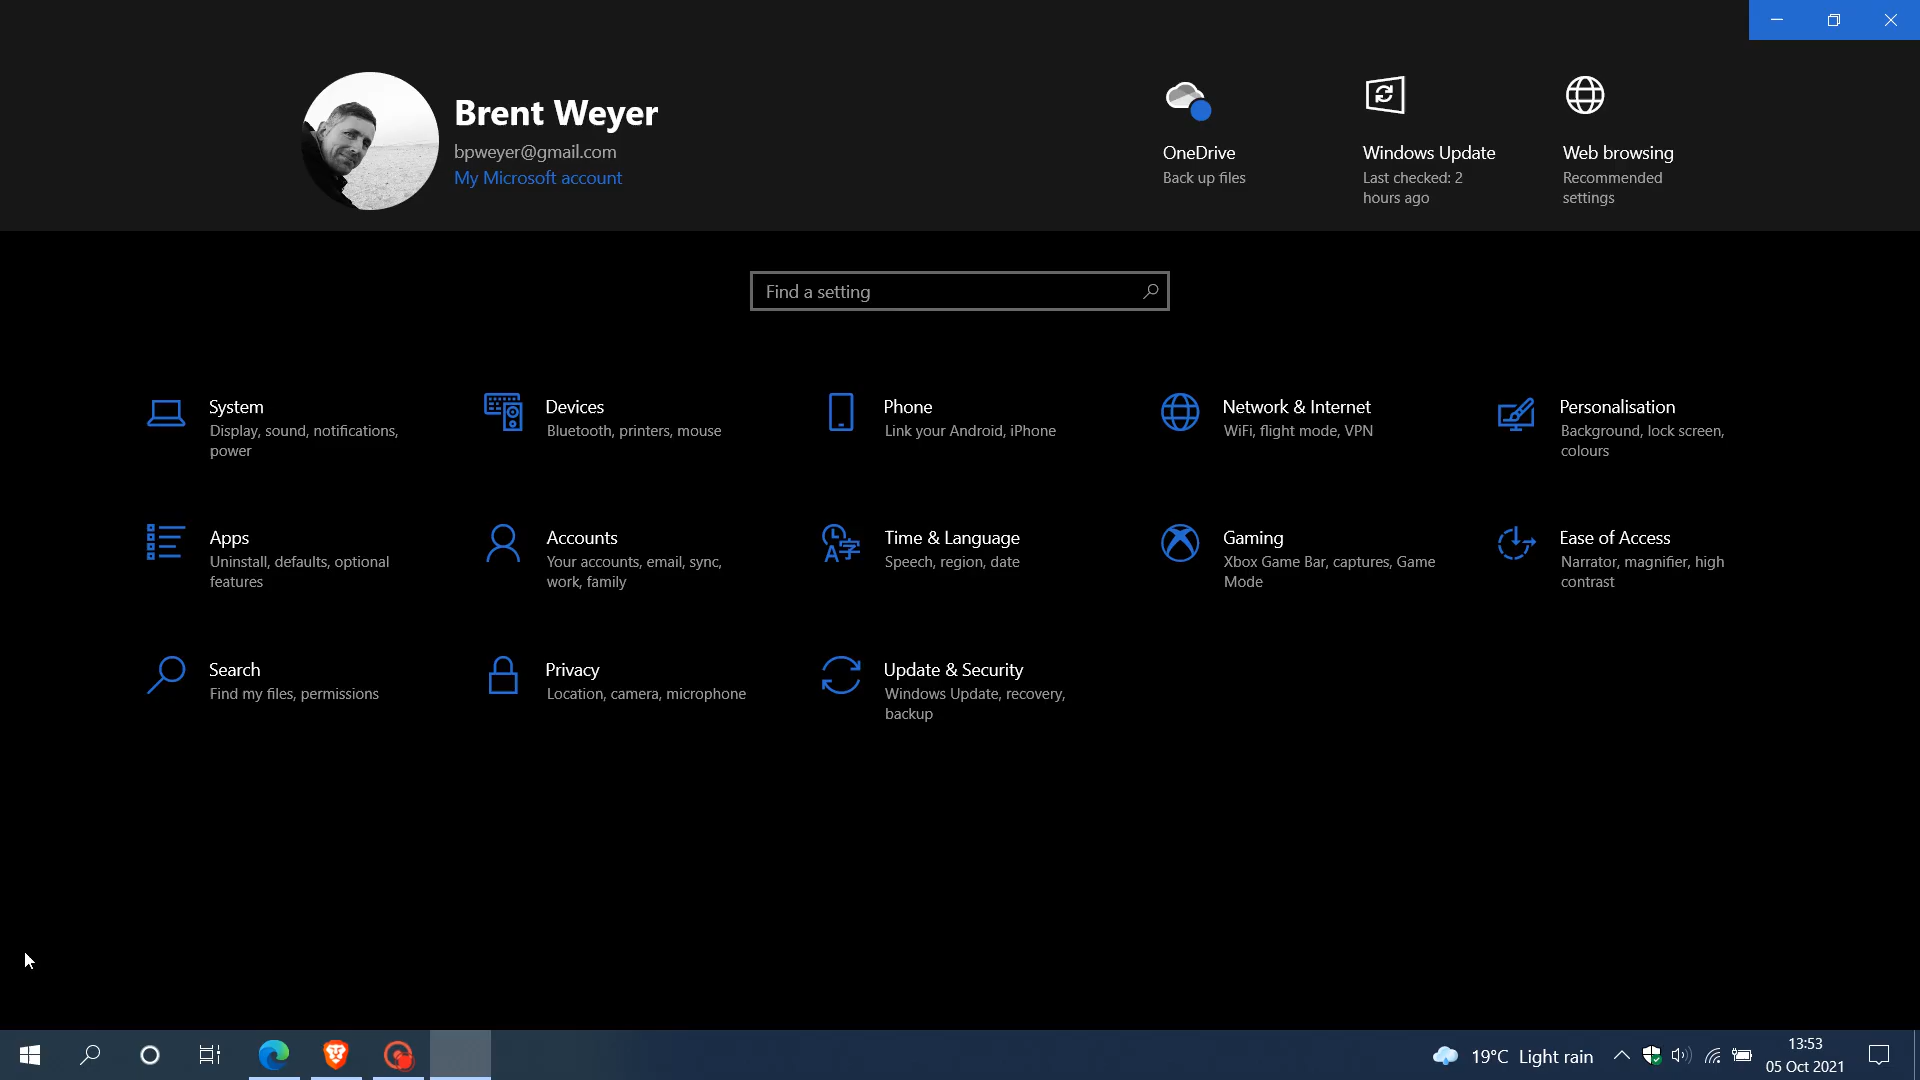 Brent Weyer
bpweyer@gmail.com
My Microsoft account
OneDrive
Back up files
Windows Update
Last checked: 2
hours ago
Web browsing
Recommended
settings
Find a setting
System
Display, sound, notifications,
power
Devices
Bluetooth, printers, mouse
Phone
Link your Android, iPhone
Network & Internet
WiFi, flight mode, VPN
Personalisation
Background, lock screen,
colours
Apps
Uninstall, defaults, optional
features
Accounts
Your accounts, email, sync,
work, family
Time & Language
Speech, region, date
Gaming
Xbox Game Bar, captures, Game
Mode
Ease of Access
Narrator, magnifier, high
contrast
Search
Find my files, permissions
Privacy
Location, camera, microphone
Update & Security
Windows Update, recovery,
backup
19°C Light rain
13:53
05 Oct 2021